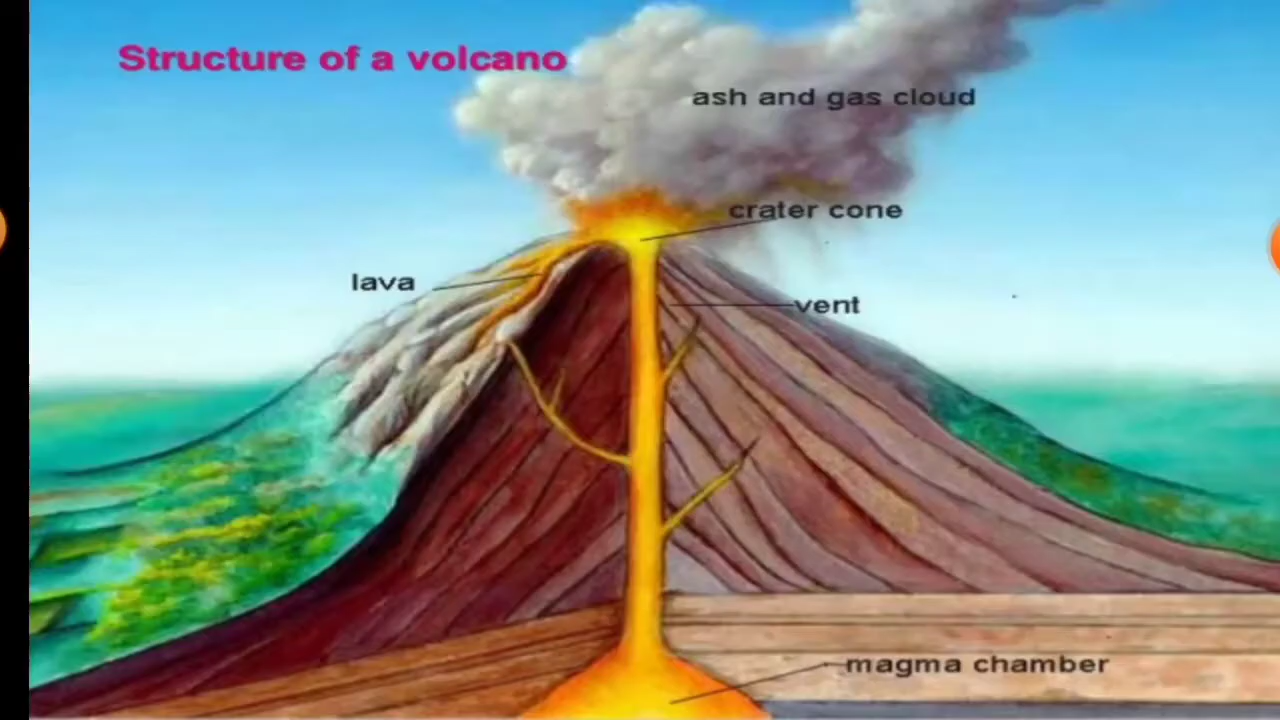 Structure of a volcano
ash and gas cloud
crater cone
lava
vent
magma chamber